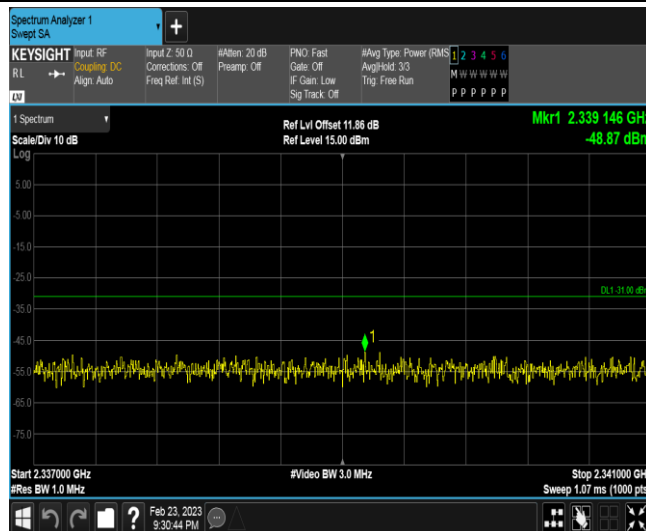 Spectrum Analyzer 1
Swept SA
KEYSIGHT
RL
LXI
Input: RF
Coupling: DC
Align: Auto
Input Z: 50 Ω
Corrections: Off
Freq Ref: Int (S)
#Atten: 20 dB
Preamp: Off
PNO: Fast
Gate: Off
IF Gain: Low
Sig Track: Off
#Avg Type: Power (RMS
Avg|Hold: 3/3
Trig: Free Run
1 2 3 4 5 6
M W W W W W
P P P P P P
1 Spectrum
Scale/Div 10 dB
Ref Lvl Offset 11.86 dB
Ref Level 15.00 dBm
Mkr1 2.339 146 GHz
-48.87 dBm
Log
5.00
-5.00
-15.0
-25.0
DL1 -31.00 dBm
-35.0
1
-45.0
-55.0
-65.0
-75.0
Start 2.337000 GHz
#Res BW 1.0 MHz
#Video BW 3.0 MHz
Stop 2.341000 GHz
Sweep 1.07 ms (1000 pts
?
Feb 23, 2023
9:30:44 PM